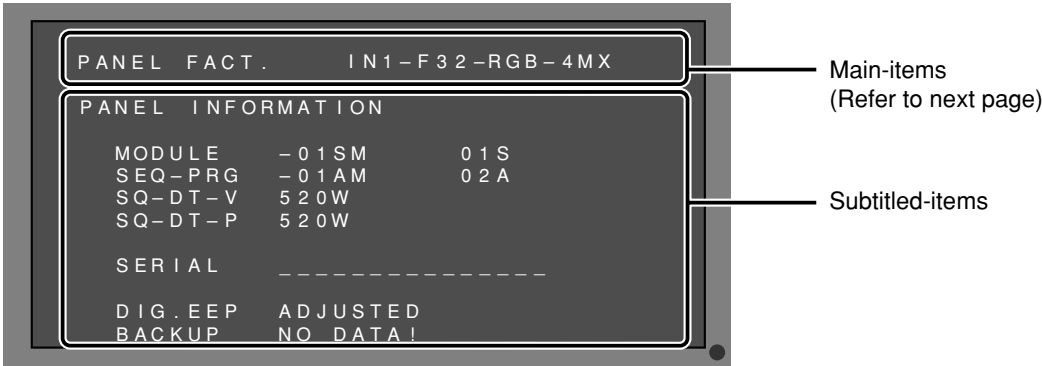 PANEL FACT. IN1–F32–RGB–4MX
PANEL INFORMATION
MODULE –01SM 01S
SEQ–PRG –01AM 02A
SQ–DT–V 520W
SQ–DT–P 520W
SERIAL _ _ _ _ _ _ _ _ _ _ _ _ _ _ _
DIG.EEP ADJUSTED
BACKUP NO DATA!
Main-items
(Refer to next page)
Subtitled-items